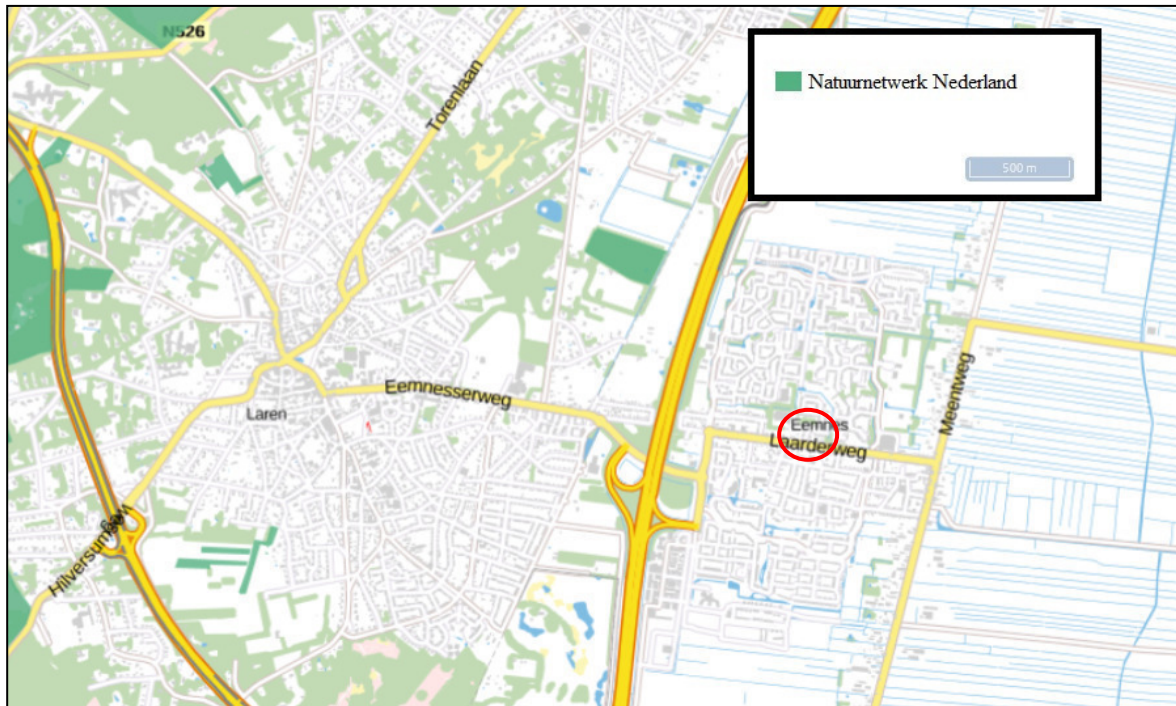 N526
Torenlaan
Natuurnetwerk Nederland
500 m
Eemnesserweg
Meentweg
Laren
Eemnes
Laarderweg
Hilversumseweg